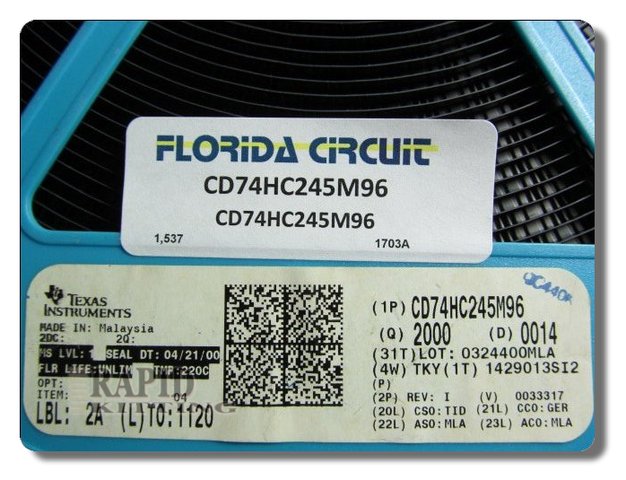 FLORIDA CIRCUIT
CD74HC245M96
CD74HC245M96
1,537 1703A
TEXAS
INSTRUMENTS
MADE IN: Malaysia
2DC: 2Q:
MS LVL: 1 SEAL DT: 04/21/00
FLR LIFE:UNLIM TMP:220C
OPT:
ITEM: 04
LBL: 2A (L)TO:1120
RAPID
QC440R
(1P) CD74HC245M96
(Q) 2000 (D) 0014
(31T)LOT: 0324400MLA
(4W) TKY(1T) 1429013SI2
(P)
(2P) REV: I (V) 0033317
(20L) CSO:TID (21L) CCO:GER
(22L) ASO:MLA (23L) ACO:MLA